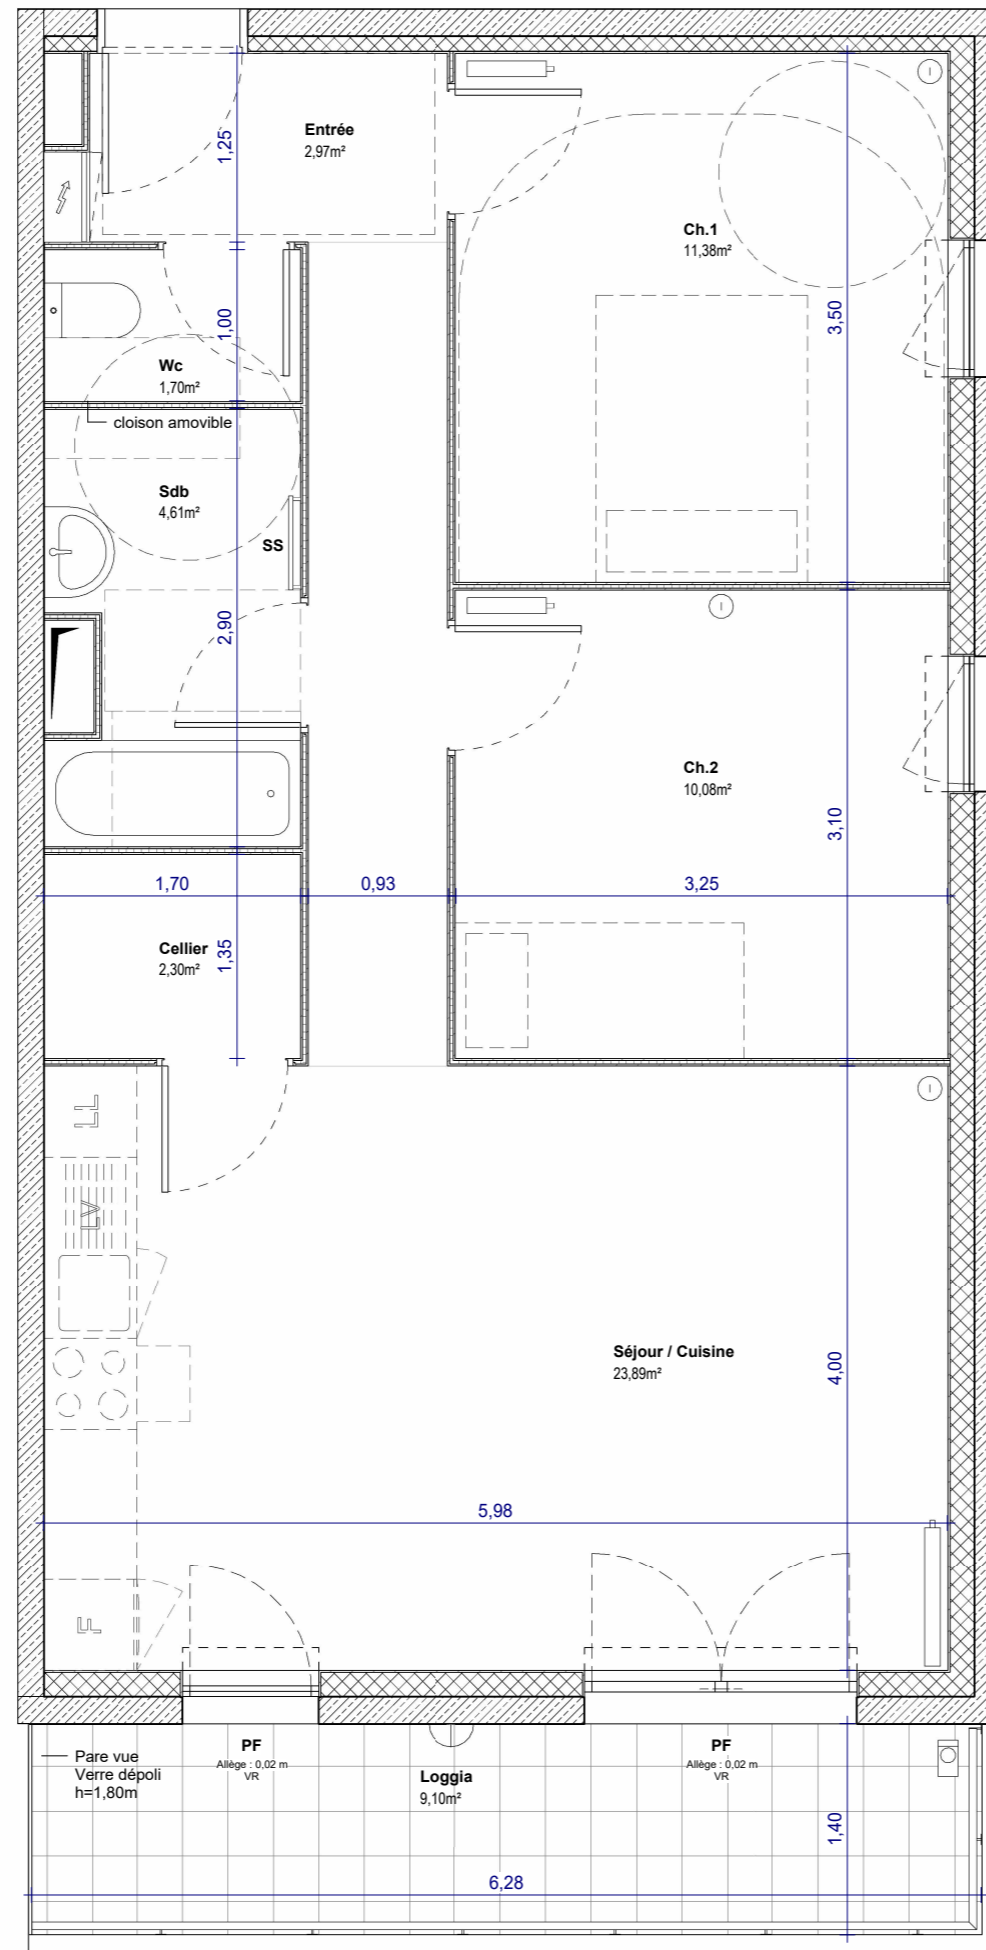 Entrée
2,97m²
1,25
Ch.1
11,38m²
3,50
1,00
Wc
1,70m²
cloison amovible
Sdb
4,61m²
SS
2,90
Ch.2
10,08m²
3,10
1,70
0,93
3,25
Cellier
2,30m²
1,35
LL
LV
Séjour / Cuisine
23,89m²
4,00
5,98
F
Pare vue
Verre dépoli
h=1,80m
PF
Allège : 0,02 m
VR
Loggia
9,10m²
PF
Allège : 0,02 m
VR
1,40
6,28